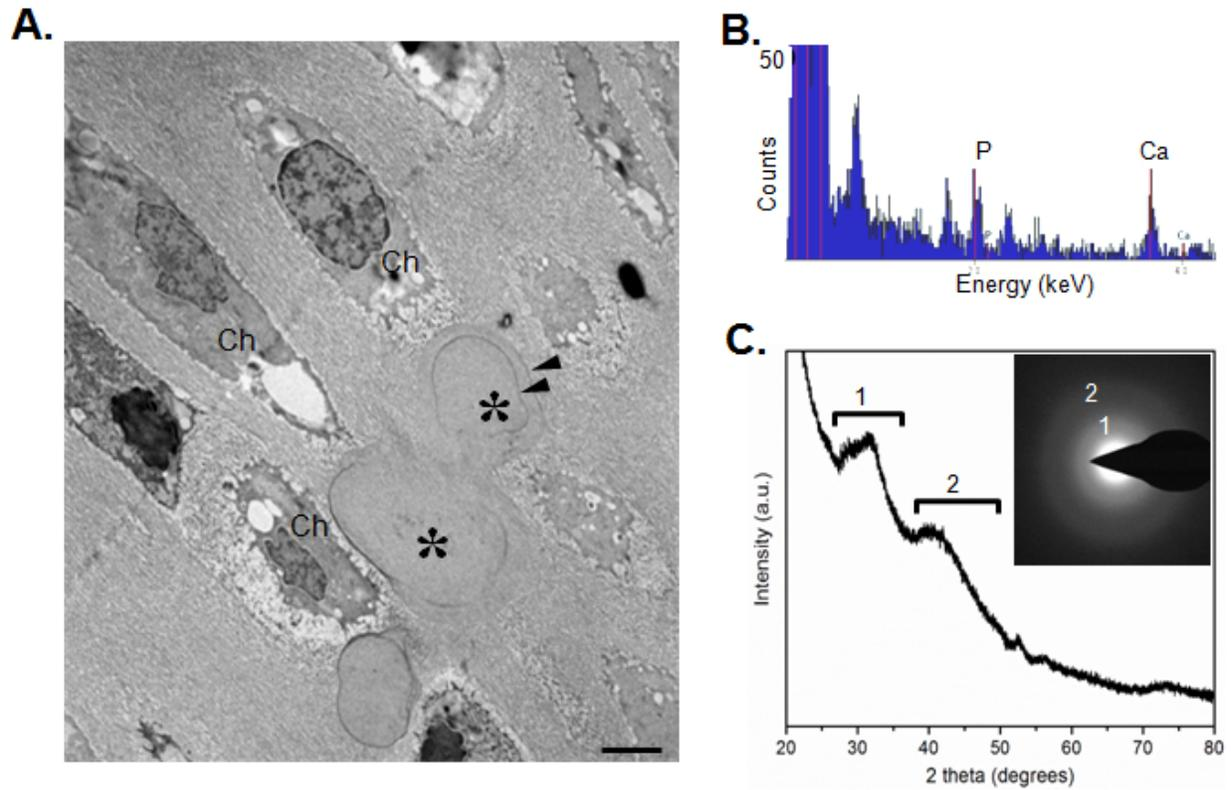 A.
Ch
Ch
Ch
*
*
B.
50
Counts
P
Ca
P
Ca
Energy (keV)
C.
Intensity (a.u.)
1
2
2
1
20 30 40 50 60 70 80
2 theta (degrees)